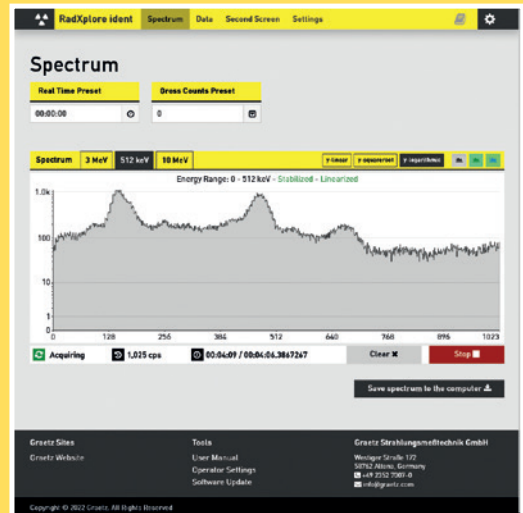 RadXplore ident Spectrum Data Second Screen Settings
Spectrum
Real Time Preset
Gross Counts Preset
00:00:00
0
Spectrum 3 MeV 512 keV 10 MeV y-linear y-squareroot y-logarithmic
Energy Range: 0 - 512 keV - Stabilized - Linearized
1.0k
100
10
1
0
0 128 256 384 512 640 768 896 1023
Acquiring 1,025 cps 00:04:09 / 00:04:06.3867267 Clear Stop
Save spectrum to the computer
Graetz Sites
Graetz Website
Tools
User Manual
Operator Settings
Software Update
Graetz Strahlungsmeßtechnik GmbH
Westiger Straße 172
58762 Altena, Germany
+49 2352 7007-0
info@graetz.com
Copyright © 2022 Graetz, All Rights Reserved